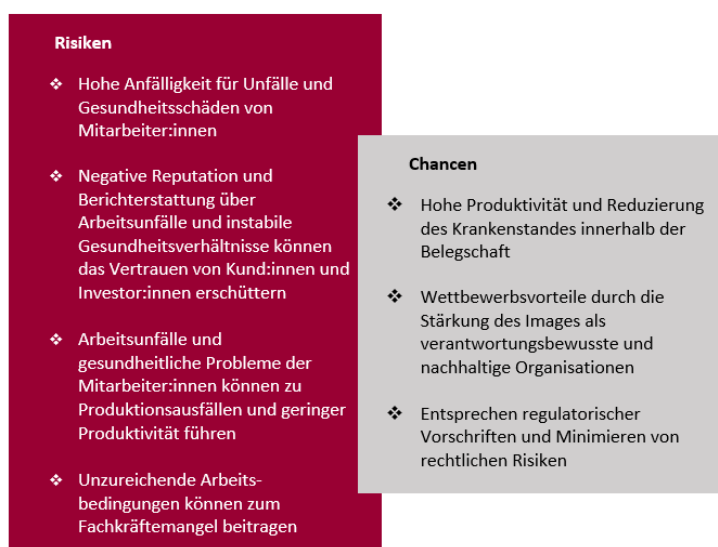 Risiken
❖ Hohe Anfälligkeit für Unfälle und
Gesundheitsschäden von
Mitarbeiter:innen
❖ Negative Reputation und
Berichterstattung über
Arbeitsunfälle und instabile
Gesundheitsverhältnisse können
das Vertrauen von Kund:innen und
Investor:innen erschüttern
❖ Arbeitsunfälle und
gesundheitliche Probleme der
Mitarbeiter:innen können zu
Produktionsausfällen und geringer
Produktivität führen
❖ Unzureichende Arbeits-
bedingungen können zum
Fachkräftemangel beitragen
Chancen
❖ Hohe Produktivität und Reduzierung
des Krankenstandes innerhalb der
Belegschaft
❖ Wettbewerbsvorteile durch die
Stärkung des Images als
verantwortungsbewusste und
nachhaltige Organisationen
❖ Entsprechen regulatorischer
Vorschriften und Minimieren von
rechtlichen Risiken